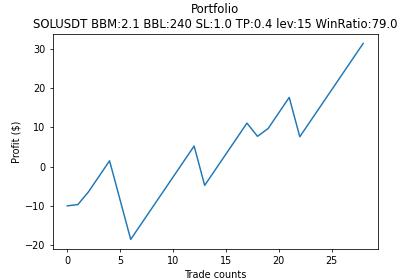 Portfolio
SOLUSDT BBM:2.1 BBL:240 SL:1.0 TP:0.4 lev:15 WinRatio:79.0
30
20
10
0
−10
−20
Profit ($)
0 5 10 15 20 25
Trade counts